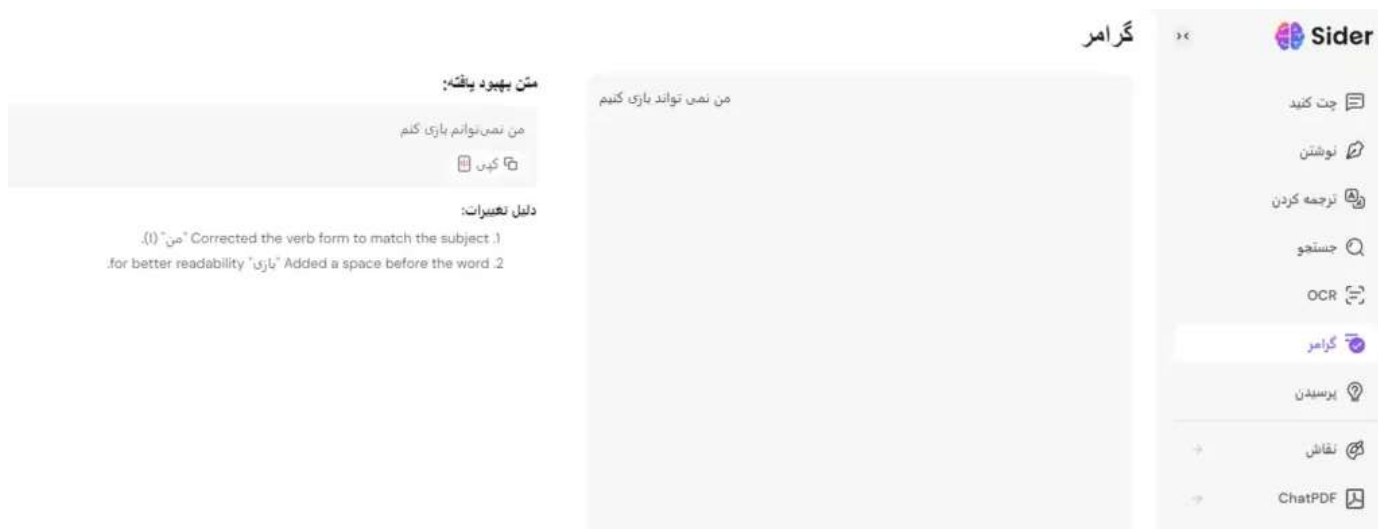 Sider
چت کنید
نوشتن
ترجمه کردن
جستجو
OCR
گرامر
پرسیدن
نقاش
ChatPDF
گرامر
من نمی تواند بازی کنیم
متن بهبود یافته:
من نمی‌توانم بازی کنم
کپی
دلیل تغییرات:
1. Corrected the verb form to match the subject "من" (I).
2. Added a space before the word "بازی" for better readability.